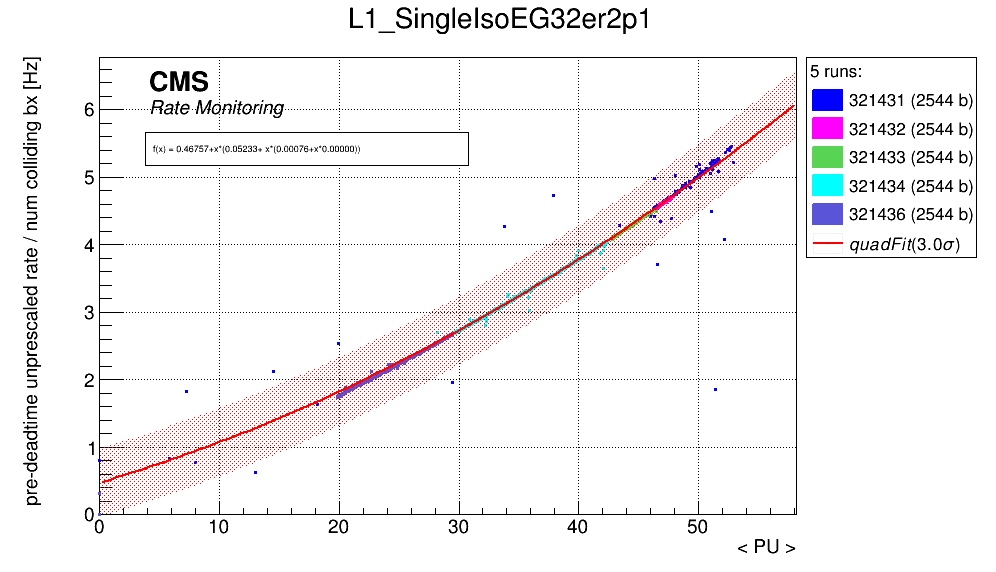 L1_SingleIsoEG32er2p1
pre-deadtime unprescaled rate / num colliding bx [Hz]
CMS
Rate Monitoring
f(x) = 0.46757+x*(0.05233+ x*(0.00076+x*0.00000))
6
5
4
3
2
1
0
0 10 20 30 40 50
< PU >
5 runs:
321431 (2544 b)
321432 (2544 b)
321433 (2544 b)
321434 (2544 b)
321436 (2544 b)
quadFit(3.0σ)